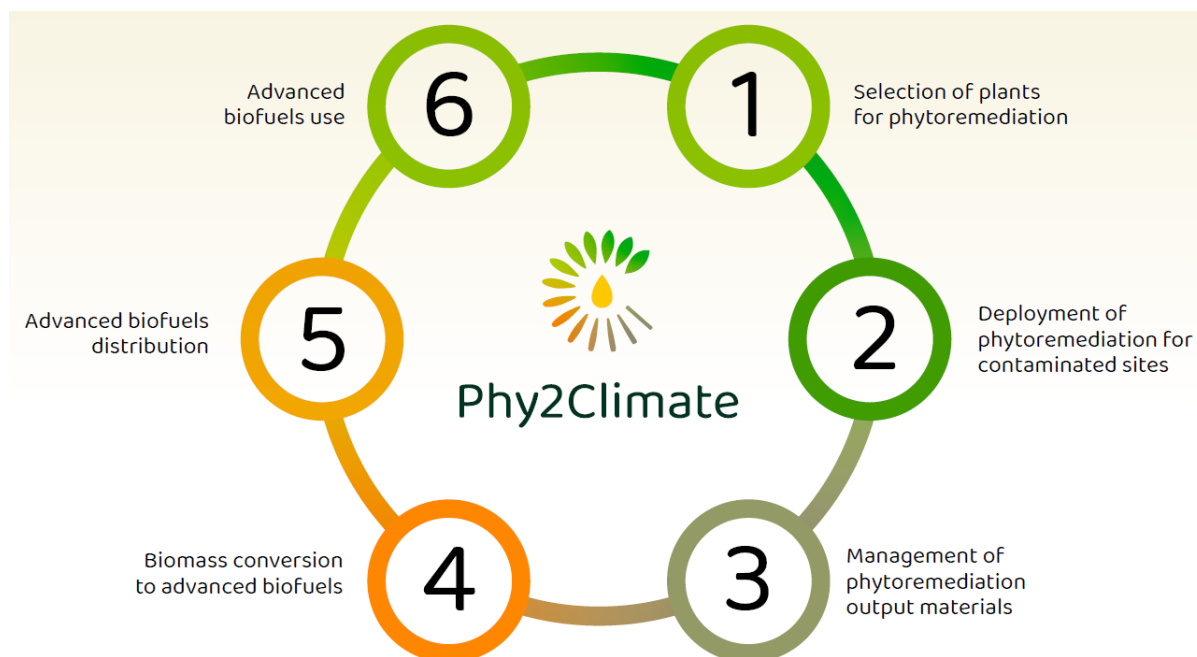 1
Selection of plants
for phytoremediation
2
Deployment of
phytoremediation for
contaminated sites
3
Management of
phytoremediation
output materials
4
Biomass conversion
to advanced biofuels
5
Advanced biofuels
distribution
6
Advanced
biofuels use
Phy2Climate